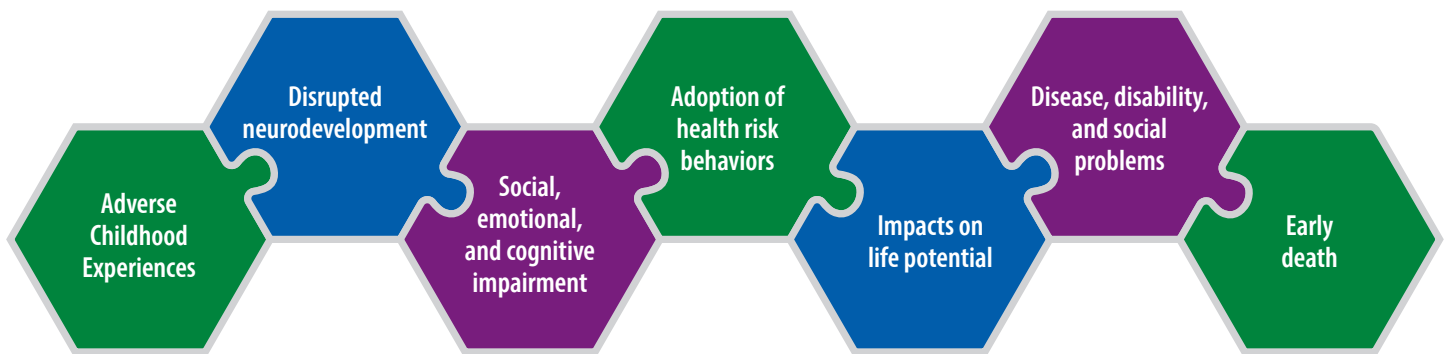 Adverse
Childhood
Experiences
Disrupted
neurodevelopment
Social,
emotional,
and cognitive
impairment
Adoption of
health risk
behaviors
Impacts on
life potential
Disease, disability,
and social
problems
Early
death